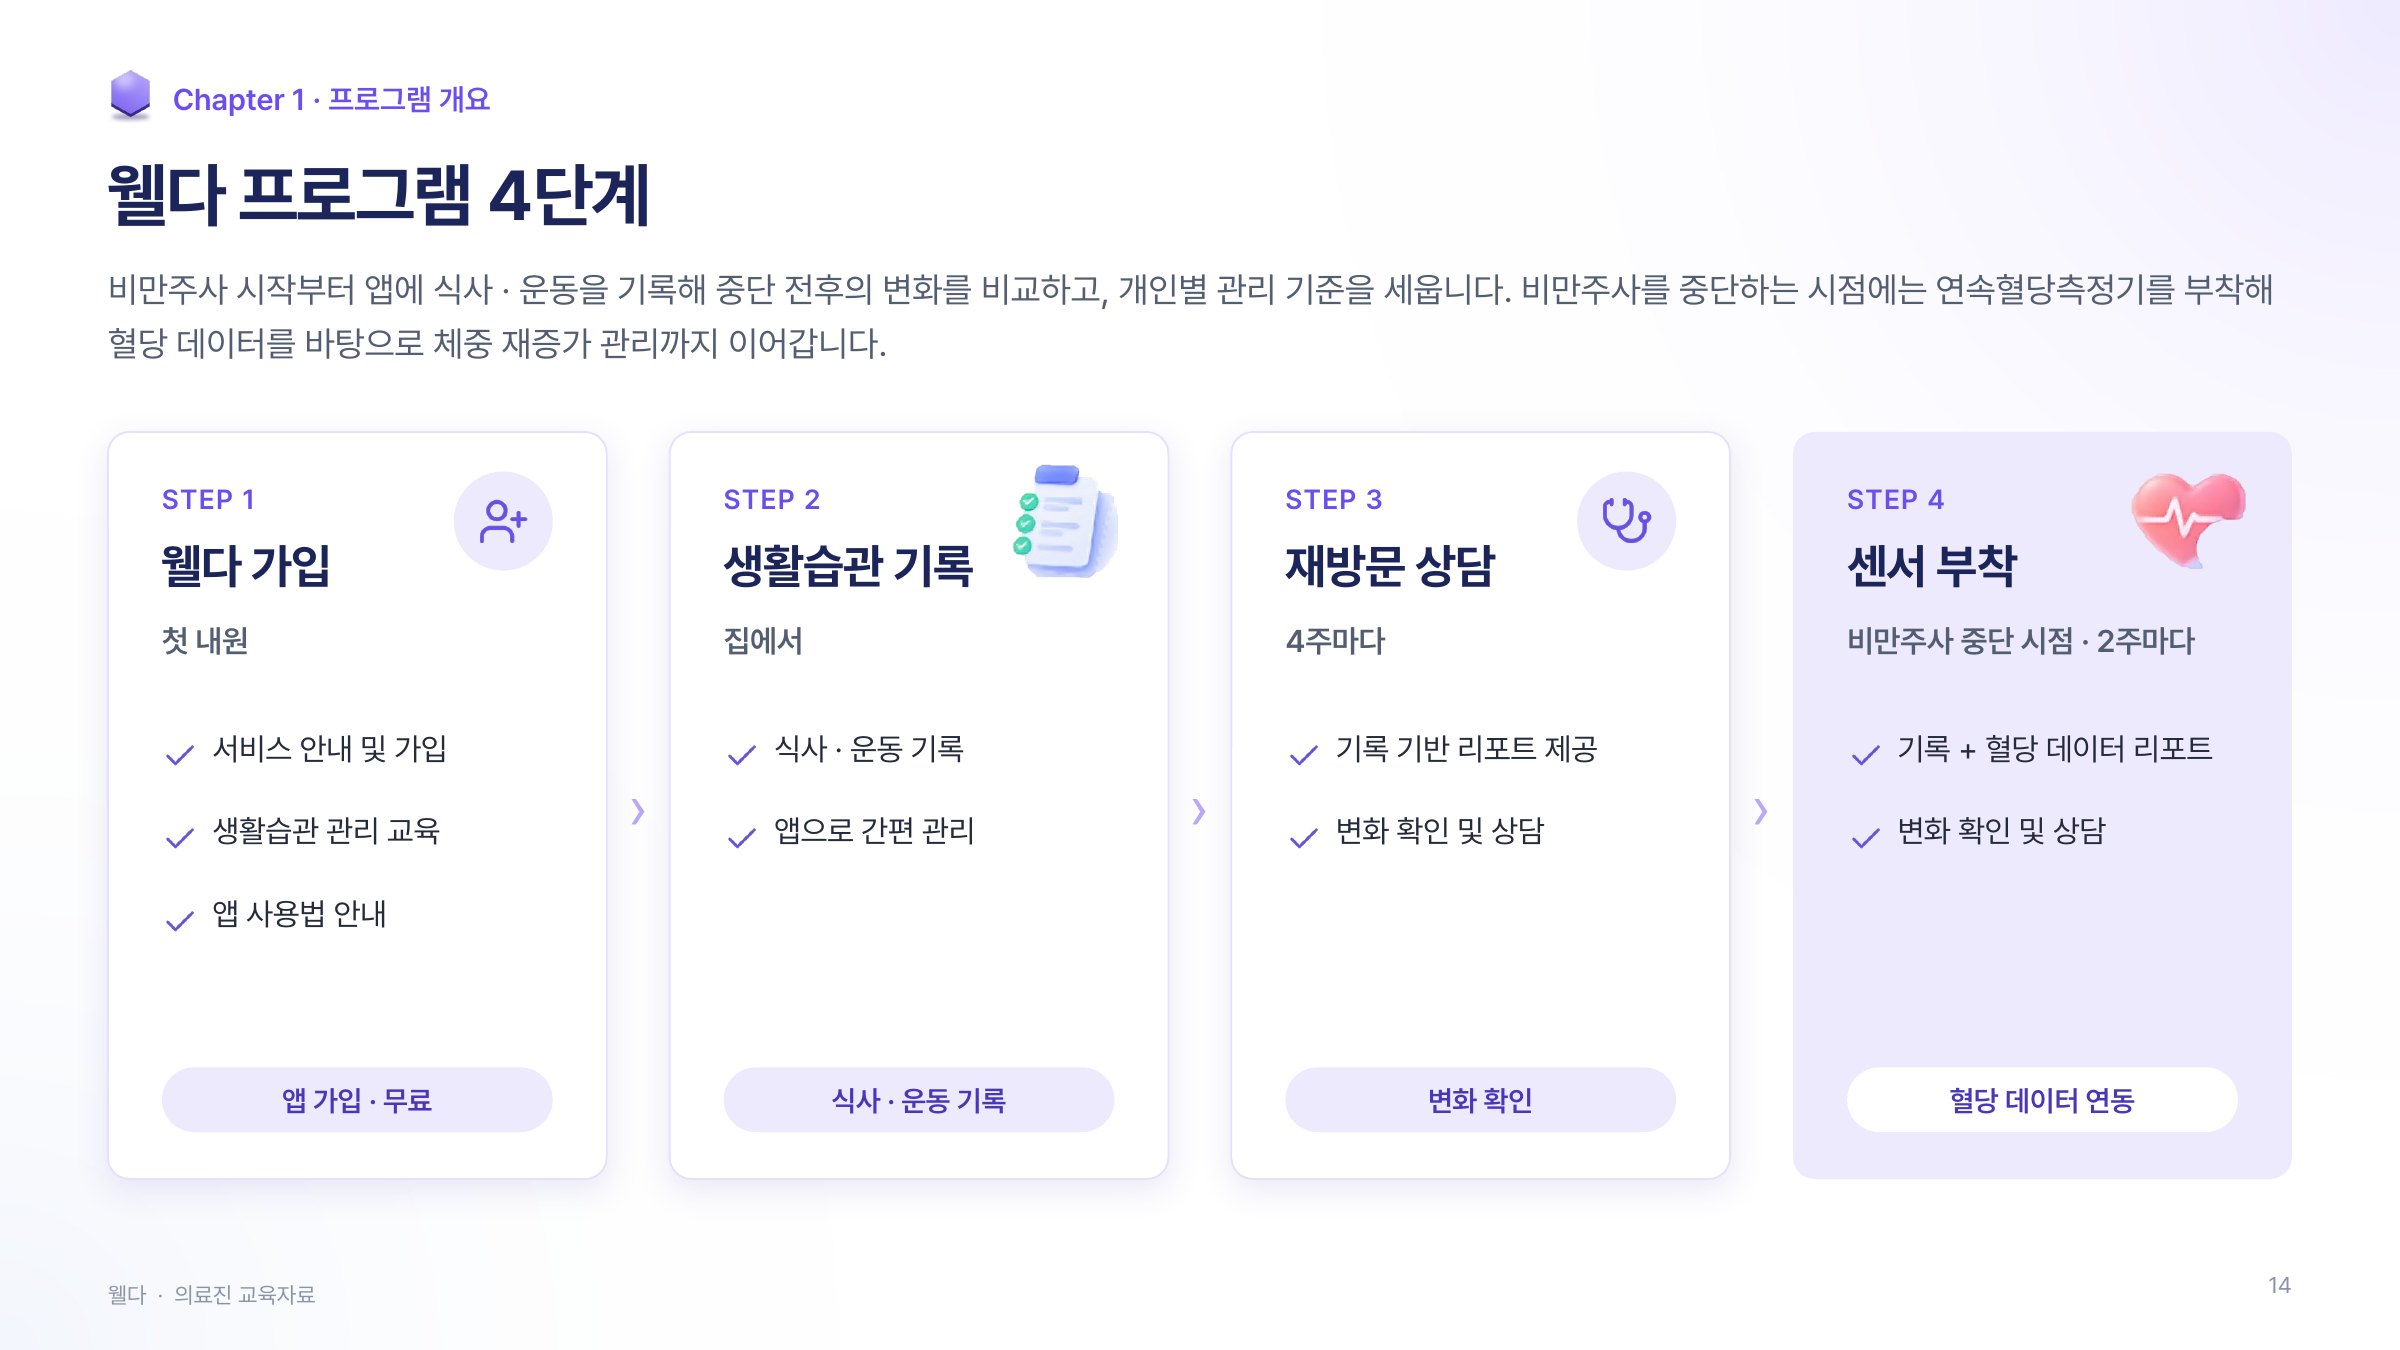 Chapter 1 · 프로그램 개요
웰다 프로그램 4단계
비만주사 시작부터 앱에 식사 · 운동을 기록해 중단 전후의 변화를 비교하고, 개인별 관리 기준을 세웁니다. 비만주사를 중단하는 시점에는 연속혈당측정기를 부착해
혈당 데이터를 바탕으로 체중 재증가 관리까지 이어갑니다.
STEP 1
웰다 가입
첫 내원
서비스 안내 및 가입
생활습관 관리 교육
앱 사용법 안내
앱 가입 · 무료
STEP 2
생활습관 기록
집에서
식사 · 운동 기록
앱으로 간편 관리
식사 · 운동 기록
STEP 3
재방문 상담
4주마다
기록 기반 리포트 제공
변화 확인 및 상담
변화 확인
STEP 4
센서 부착
비만주사 중단 시점 · 2주마다
기록 + 혈당 데이터 리포트
변화 확인 및 상담
혈당 데이터 연동
웰다 · 의료진 교육자료
14